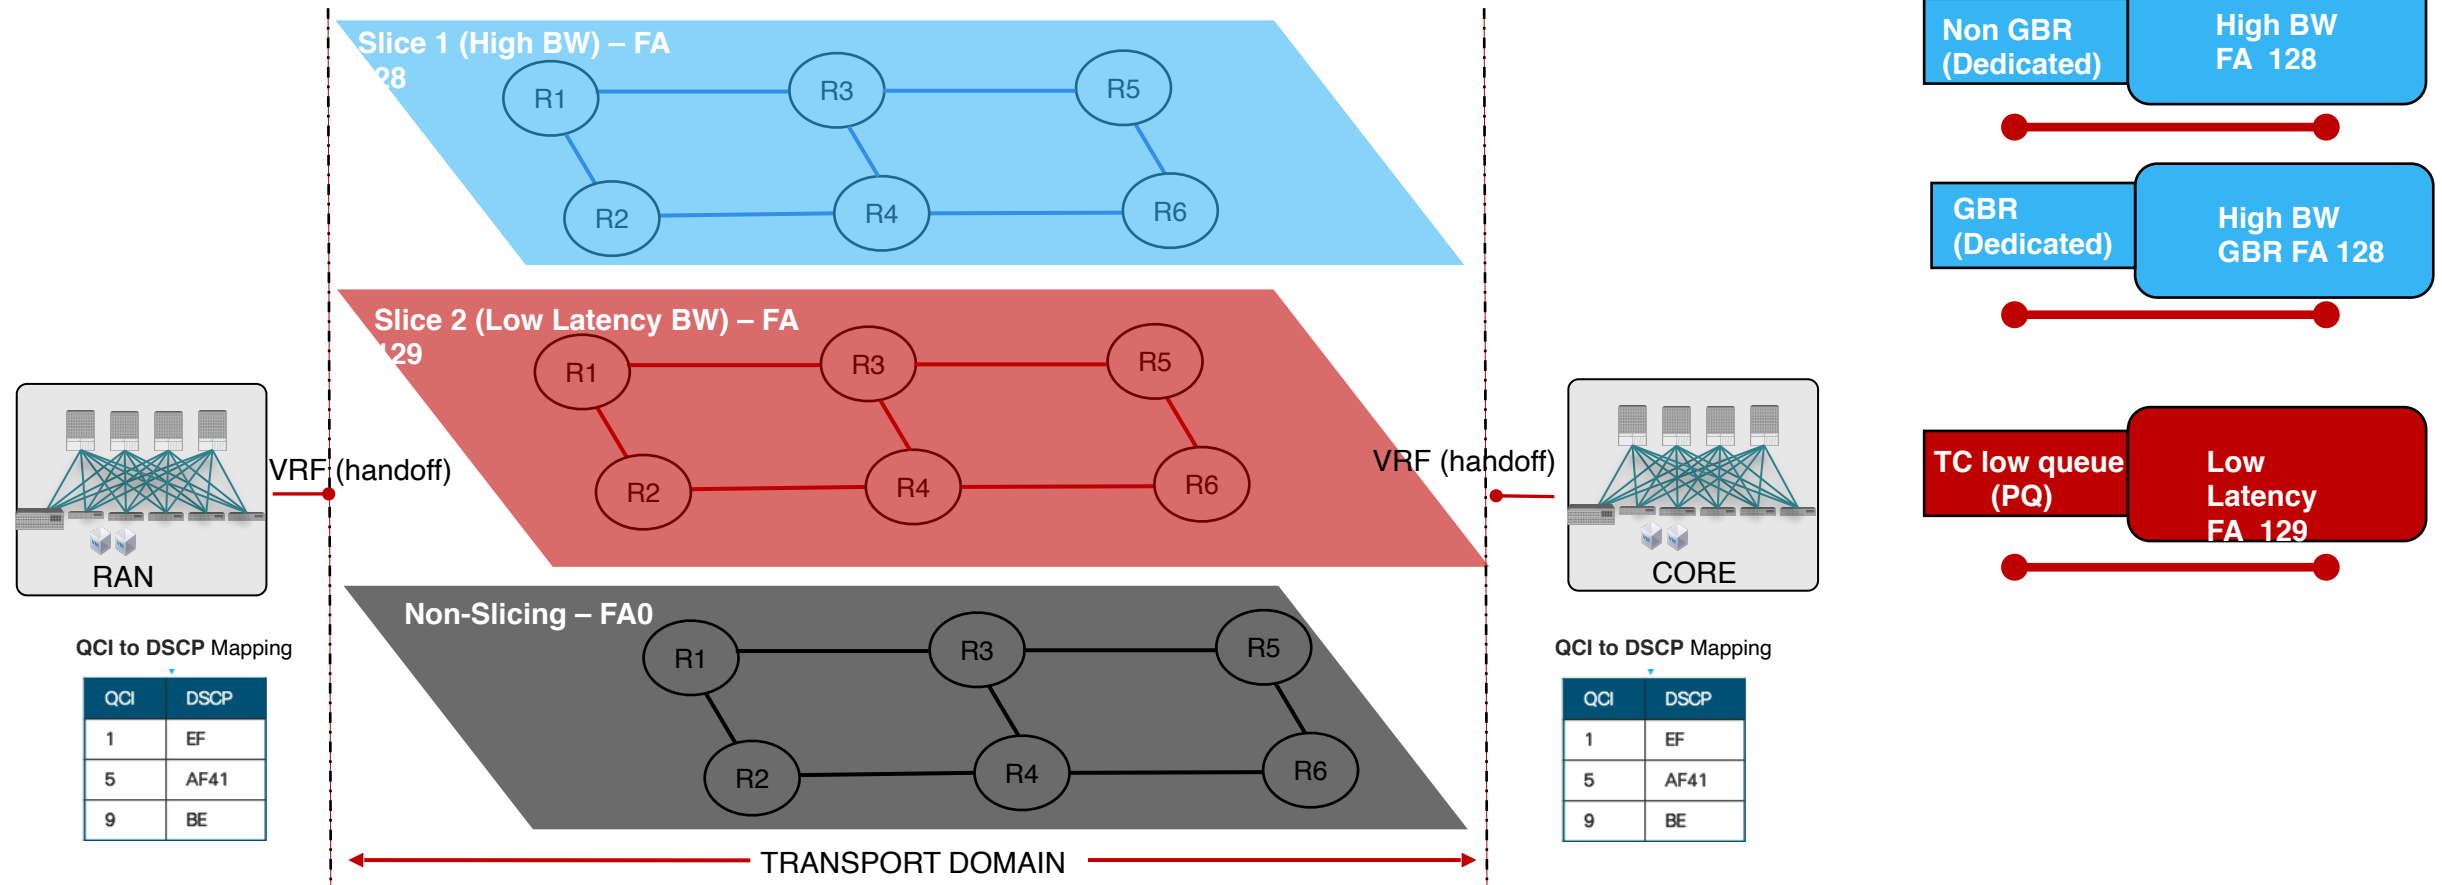 Slice 1 (High BW) – FA
128
R1
R3
R5
R2
R4
R6
Slice 2 (Low Latency BW) – FA
129
R1
R3
R5
R2
R4
R6
Non-Slicing – FA0
R1
R3
R5
R2
R4
R6
TRANSPORT DOMAIN
VRF (handoff)
RAN
QCI to DSCP Mapping
QCI DSCP
1 EF
5 AF41
9 BE
VRF (handoff)
CORE
QCI to DSCP Mapping
QCI DSCP
1 EF
5 AF41
9 BE
Non GBR
(Dedicated)
High BW
FA 128
GBR
(Dedicated)
High BW
GBR FA 128
TC low queue
(PQ)
Low
Latency
FA 129